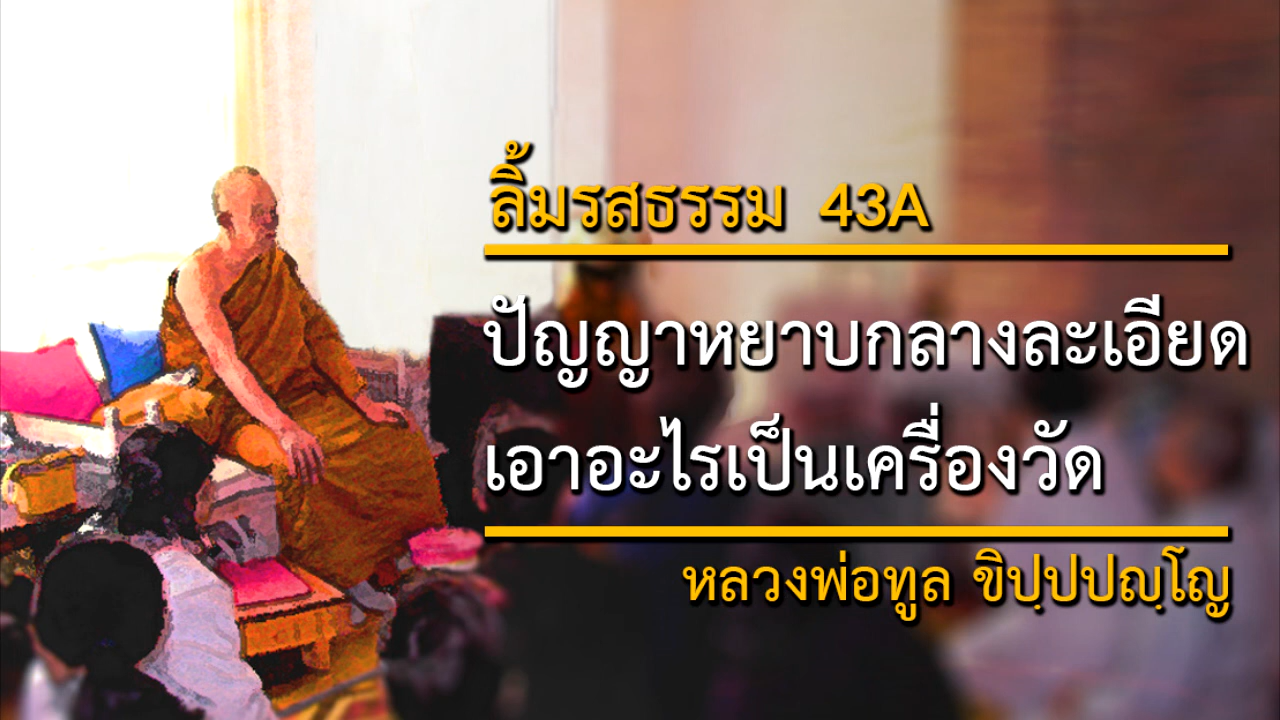 ลิ้มรสธรรม 43A
ปัญญาหยาบกลางละเอียด
เอาอะไรเป็นเครื่องวัด
หลวงพ่อทูล ขิปฺปปญฺโญ